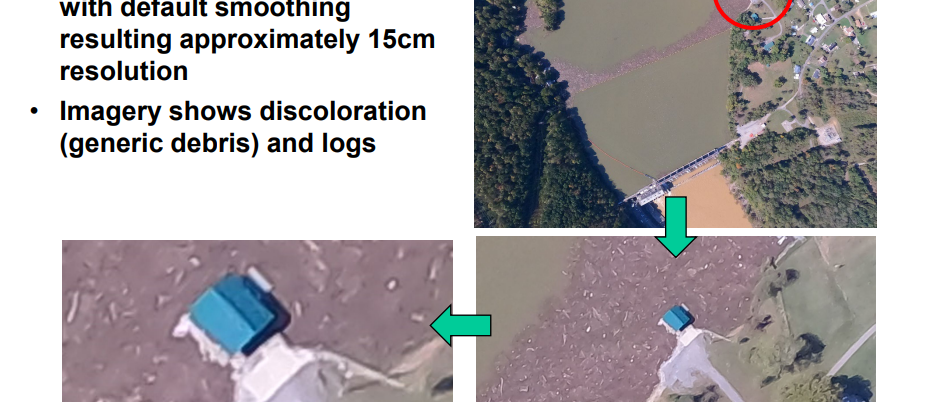 with default smoothing
resulting approximately 15cm
resolution
• Imagery shows discoloration
(generic debris) and logs